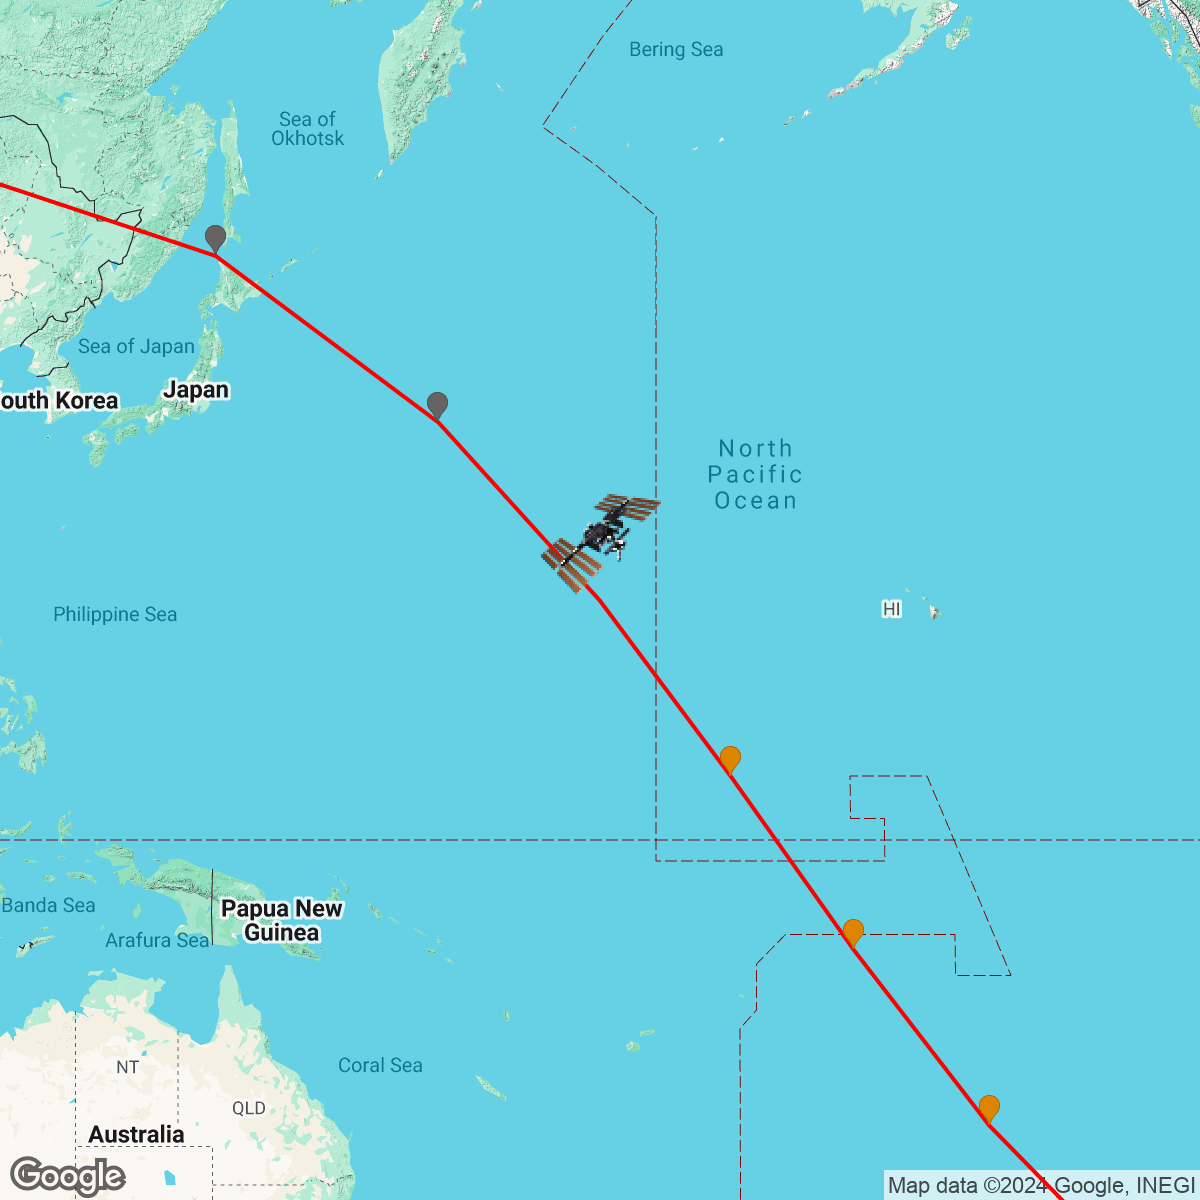 Bering Sea
Sea of
Okhotsk
Sea of Japan
Japan
outh Korea
North
Pacific
Ocean
HI
Philippine Sea
Banda Sea
Papua New
Guinea
Arafura Sea
NT
Coral Sea
QLD
Australia
Google
Map data ©2024 Google, INEGI